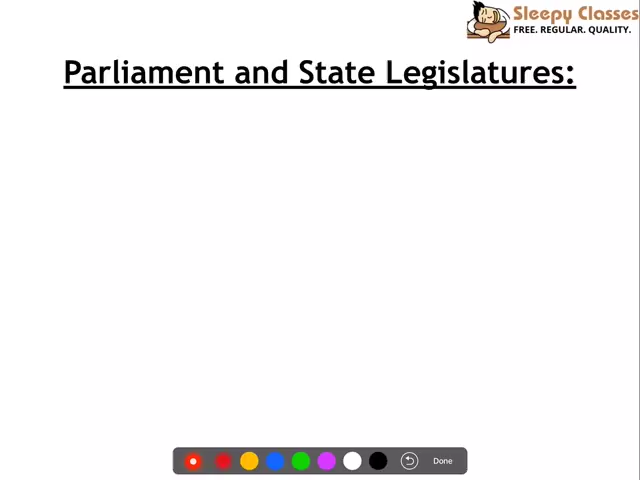 Sleepy Classes
FREE. REGULAR. QUALITY.
Parliament and State Legislatures:
Done